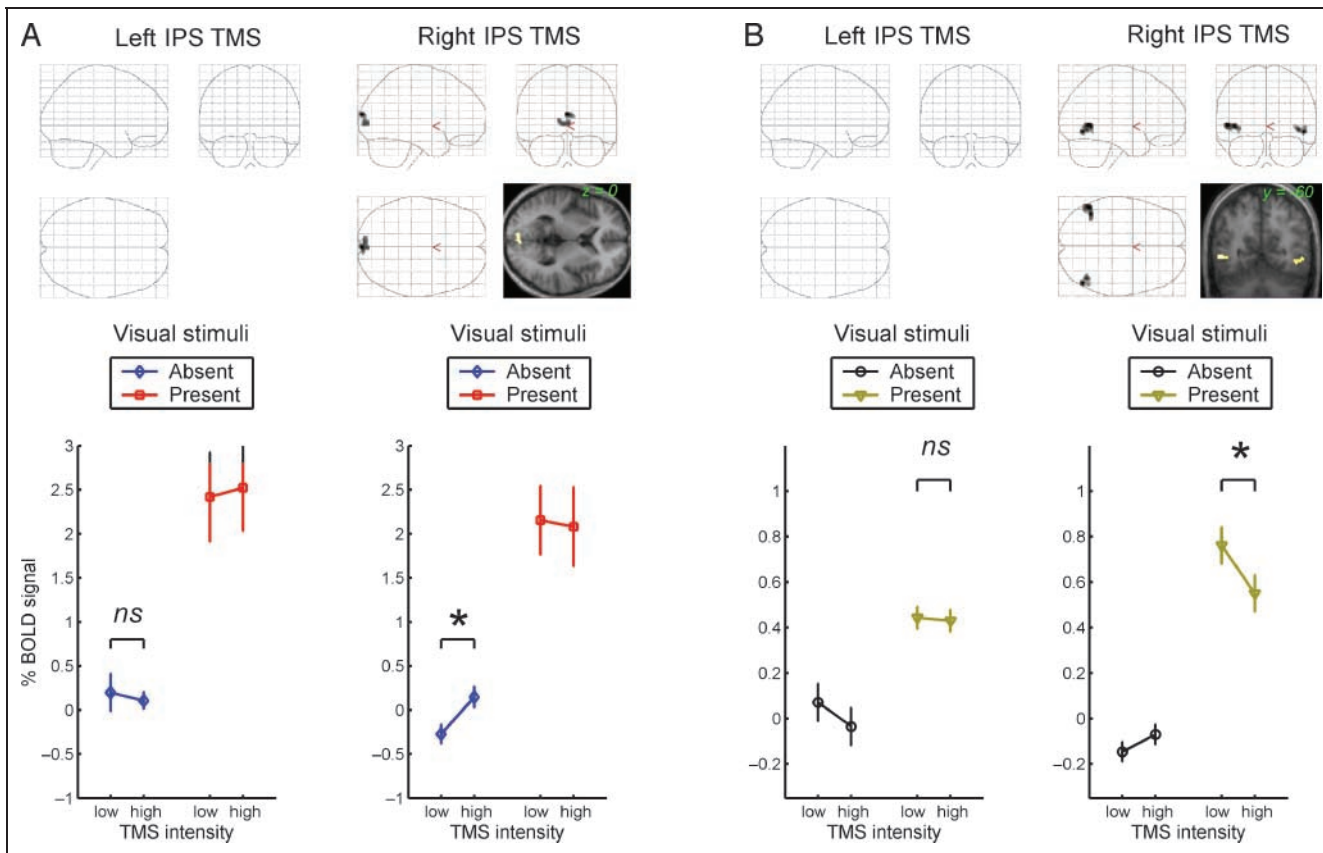 A
Left IPS TMS
Right IPS TMS
z = 0
Visual stimuli
Absent
Present
Visual stimuli
Absent
Present
% BOLD signal
3
2.5
2
1.5
1
0.5
0
–0.5
–1
ns
low high low high
TMS intensity
3
2.5
2
1.5
1
0.5
0
–0.5
–1
*
low high low high
TMS intensity
B
Left IPS TMS
Right IPS TMS
y = 60
Visual stimuli
Absent
Present
Visual stimuli
Absent
Present
1
0.8
0.6
0.4
0.2
0
–0.2
ns
low high low high
TMS intensity
1
0.8
0.6
0.4
0.2
0
–0.2
*
low high low high
TMS intensity